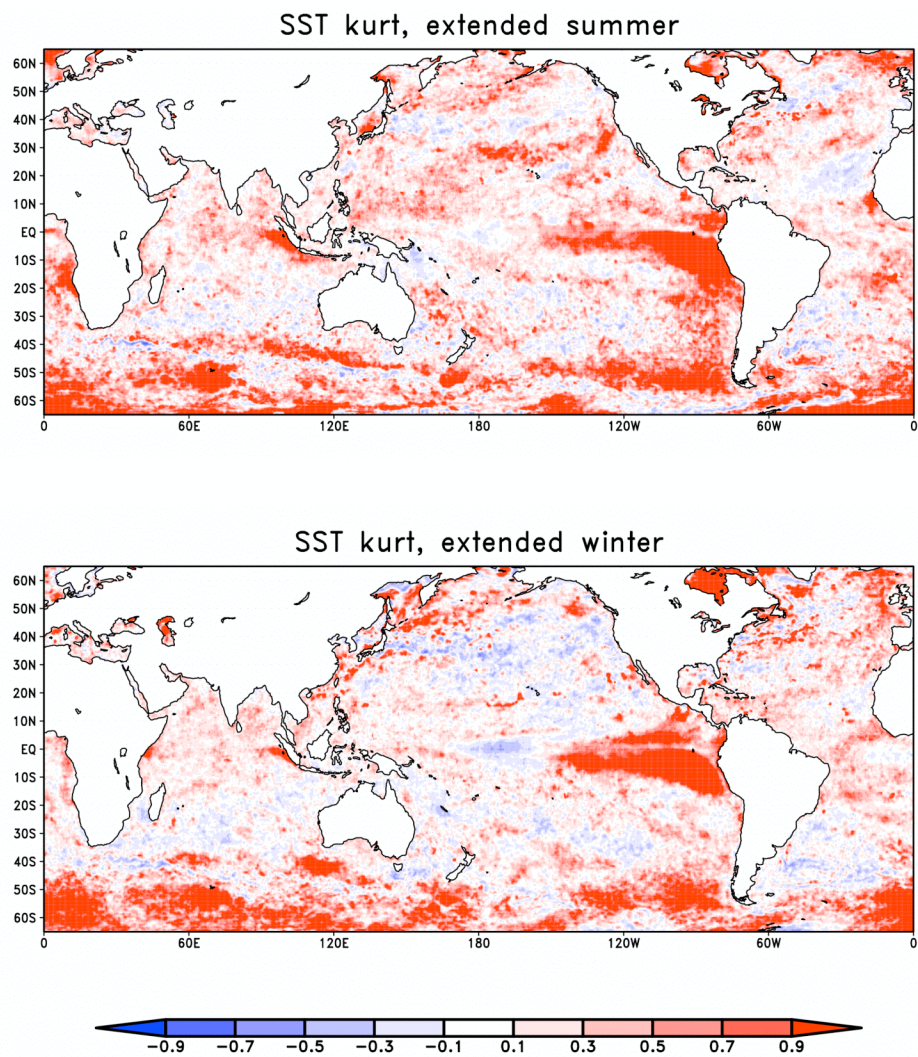 SST kurt, extended summer
60N
50N
40N
30N
20N
10N
EQ
10S
20S
30S
40S
50S
60S
0 60E 120E 180 120W 60W 0
SST kurt, extended winter
60N
50N
40N
30N
20N
10N
EQ
10S
20S
30S
40S
50S
60S
0 60E 120E 180 120W 60W 0
−0.9 −0.7 −0.5 −0.3 −0.1 0.1 0.3 0.5 0.7 0.9